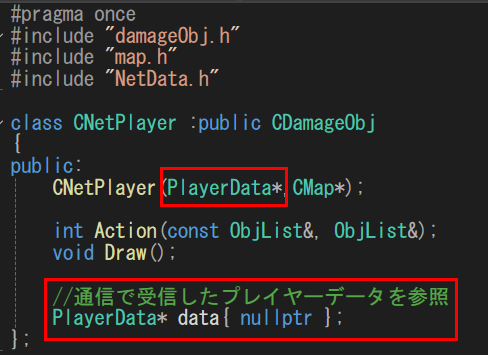 #pragma once
#include "damageObj.h"
#include "map.h"
#include "NetData.h"
class CNetPlayer :public CDamageObj
{
public:
CNetPlayer(PlayerData*,CMap*);
int Action(const ObjList&, ObjList&);
void Draw();
//通信で受信したプレイヤーデータを参照
PlayerData* data{ nullptr };
};